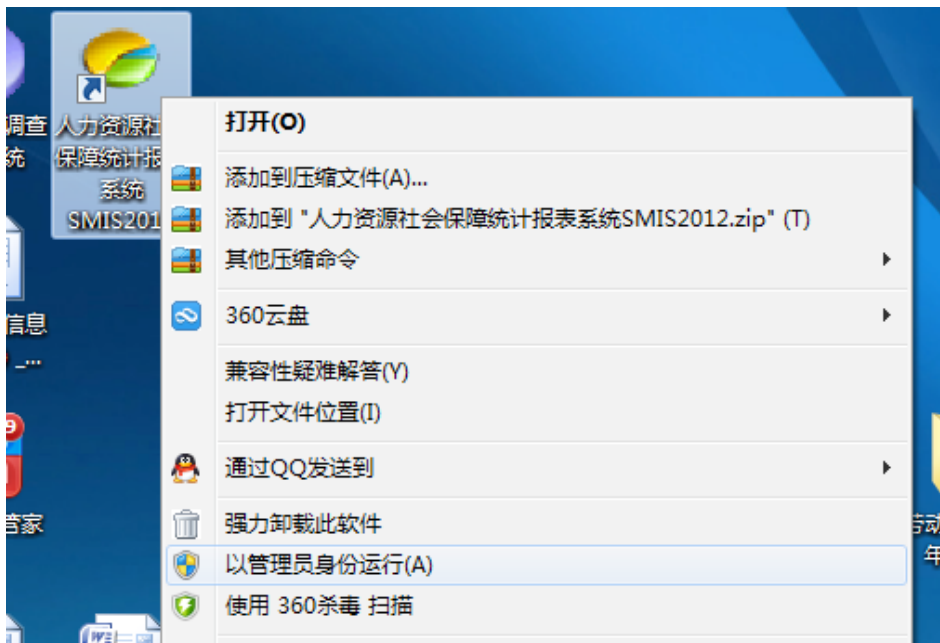 调查
统
人力资源社
保障统计报
系统
SMIS201
打开(O)
添加到压缩文件(A)...
添加到 "人力资源社会保障统计报表系统SMIS2012.zip" (T)
其他压缩命令
360云盘
信息
_...
兼容性疑难解答(Y)
打开文件位置(I)
通过QQ发送到
管家
强力卸载此软件
以管理员身份运行(A)
使用 360杀毒 扫描
劳动
年